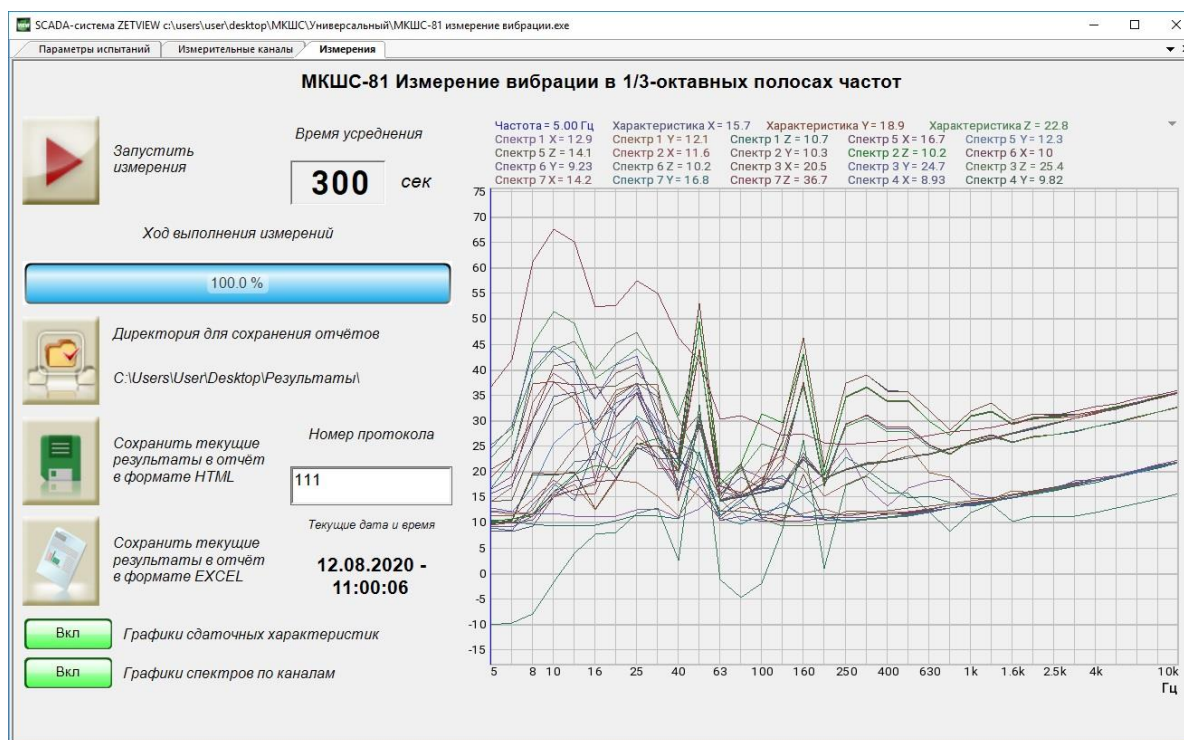 SCADA-система ZETVIEW c:\users\user\desktop\МКШС\Универсальный\МКШС-81 измерение вибрации.exe
Параметры испытаний Измерительные каналы Измерения
МКШС-81 Измерение вибрации в 1/3-октавных полосах частот
Запустить
измерения
Время усреднения
300 сек
Ход выполнения измерений
100.0 %
Директория для сохранения отчётов
C:\Users\User\Desktop\Результаты\
Сохранить текущие
результаты в отчёт
в формате HTML
Номер протокола
111
Текущие дата и время
12.08.2020 -
11:00:06
Сохранить текущие
результаты в отчёт
в формате EXCEL
Вкл Графики сдаточных характеристик
Вкл Графики спектров по каналам
Частота = 5.00 Гц Характеристика X = 15.7 Характеристика Y = 18.9 Характеристика Z = 22.8
Спектр 1 X = 12.9 Спектр 1 Y = 12.1 Спектр 1 Z = 10.7 Спектр 5 X = 16.7 Спектр 5 Y = 12.3
Спектр 5 Z = 14.1 Спектр 2 X = 11.6 Спектр 2 Y = 10.3 Спектр 2 Z = 10.2 Спектр 6 X = 10
Спектр 6 Y = 9.23 Спектр 6 Z = 10.2 Спектр 3 X = 20.5 Спектр 3 Y = 24.7 Спектр 3 Z = 25.4
Спектр 7 X = 14.2 Спектр 7 Y = 16.8 Спектр 7 Z = 36.7 Спектр 4 X = 8.93 Спектр 4 Y = 9.82
75
70
65
60
55
50
45
40
35
30
25
20
15
10
5
0
-5
-10
-15
5 8 10 16 25 40 63 100 160 250 400 630 1k 1.6k 2.5k 4k 10k
Гц